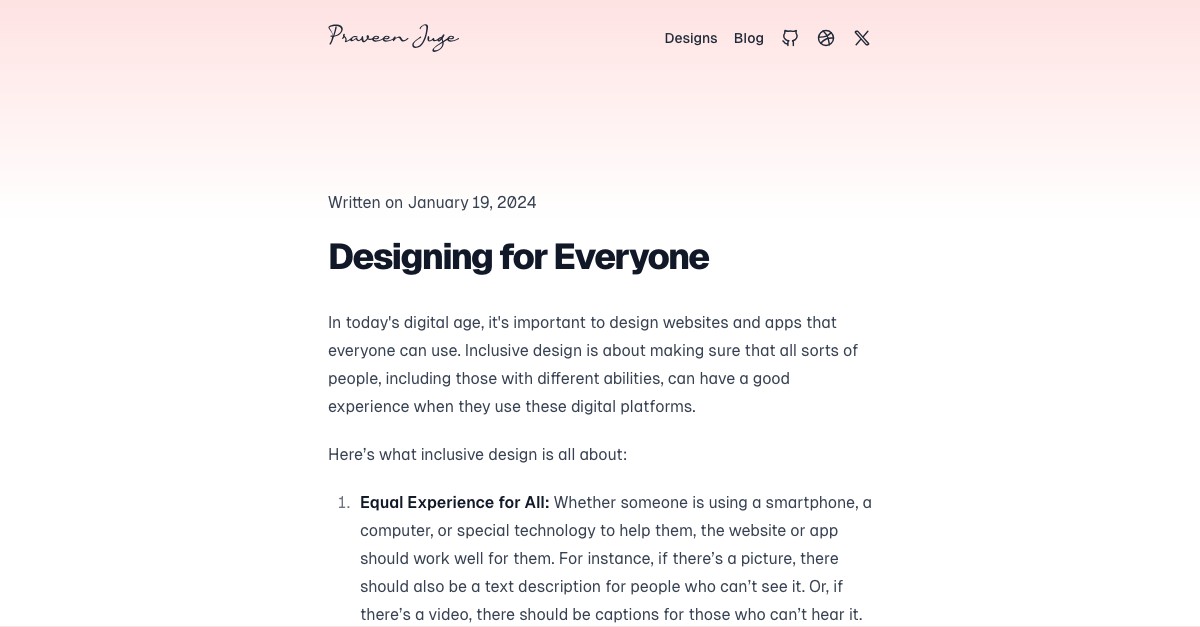 Praveen Juge
Designs Blog
Written on January 19, 2024
Designing for Everyone
In today's digital age, it's important to design websites and apps that
everyone can use. Inclusive design is about making sure that all sorts of
people, including those with different abilities, can have a good
experience when they use these digital platforms.
Here’s what inclusive design is all about:
1. Equal Experience for All: Whether someone is using a smartphone, a
computer, or special technology to help them, the website or app
should work well for them. For instance, if there’s a picture, there
should also be a text description for people who can’t see it. Or, if
there’s a video, there should be captions for those who can’t hear it.